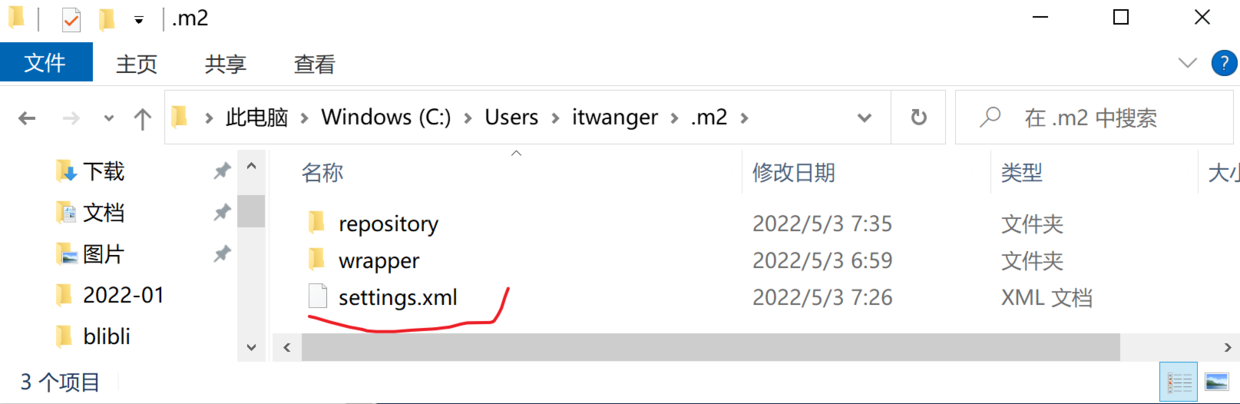 .m2
文件 主页 共享 查看 ?
此电脑 Windows (C:) Users itwanger .m2 在 .m2 中搜索
下载
文档
图片
2022-01
blibli
名称 修改日期 类型 大小
repository 2022/5/3 7:35 文件夹
wrapper 2022/5/3 6:59 文件夹
settings.xml 2022/5/3 7:26 XML 文档
3 个项目